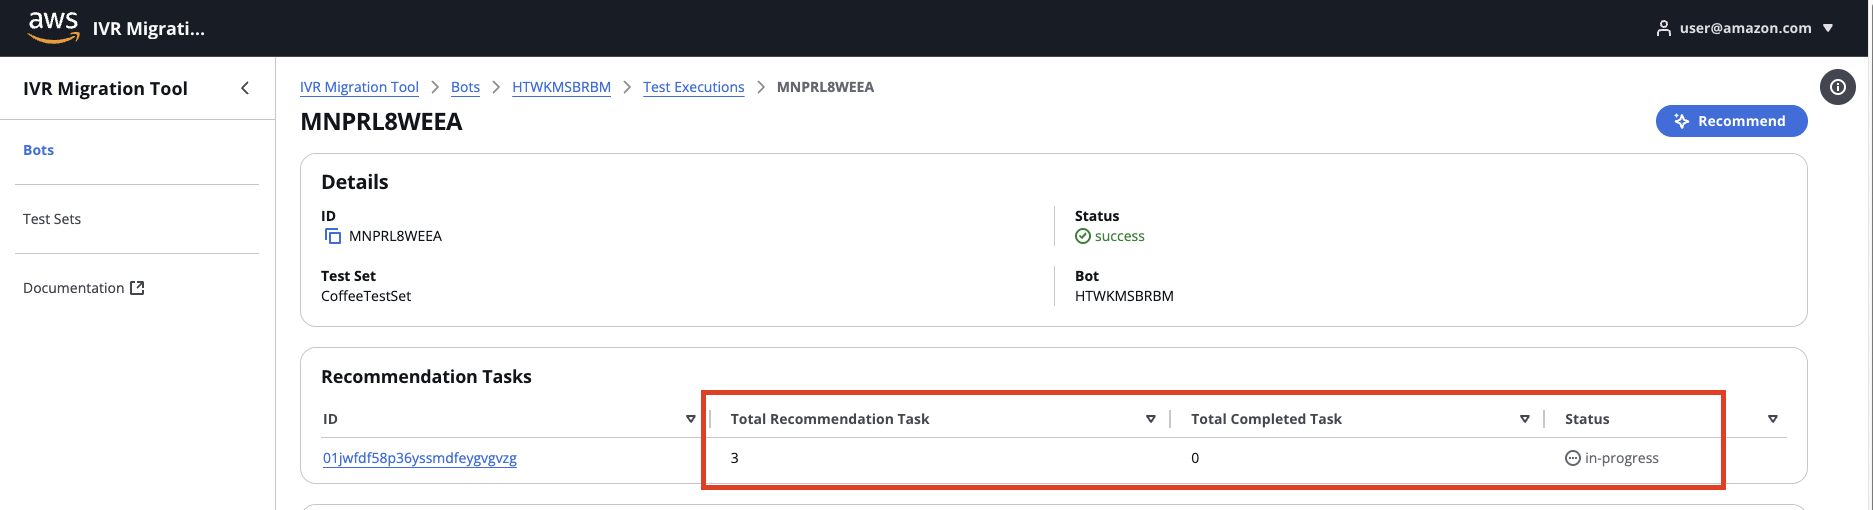 aws IVR Migrati... user@amazon.com
IVR Migration Tool
Bots
Test Sets
Documentation
IVR Migration Tool > Bots > HTWKMSBRBM > Test Executions > MNPRL8WEEA
MNPRL8WEEA
Recommend
Details
ID
MNPRL8WEEA
Status
success
Test Set
CoffeeTestSet
Bot
HTWKMSBRBM
Recommendation Tasks
ID Total Recommendation Task Total Completed Task Status
01jwfdf58p36yssmdfeygvgvzg 3 0 in-progress